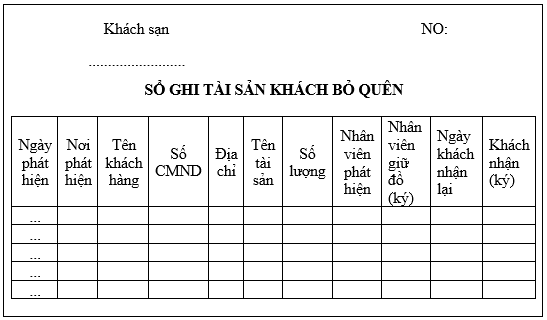 Khách sạn NO:
..........................
SỔ GHI TÀI SẢN KHÁCH BỎ QUÊN
Ngày phát hiện
Nơi phát hiện
Tên khách hàng
Số CMND
Địa chỉ
Tên tài sản
Số lượng
Nhân viên phát hiện
Nhân viên giữ đồ (ký)
Ngày khách nhận lại
Khách nhận (ký)
...
...
...
...
...